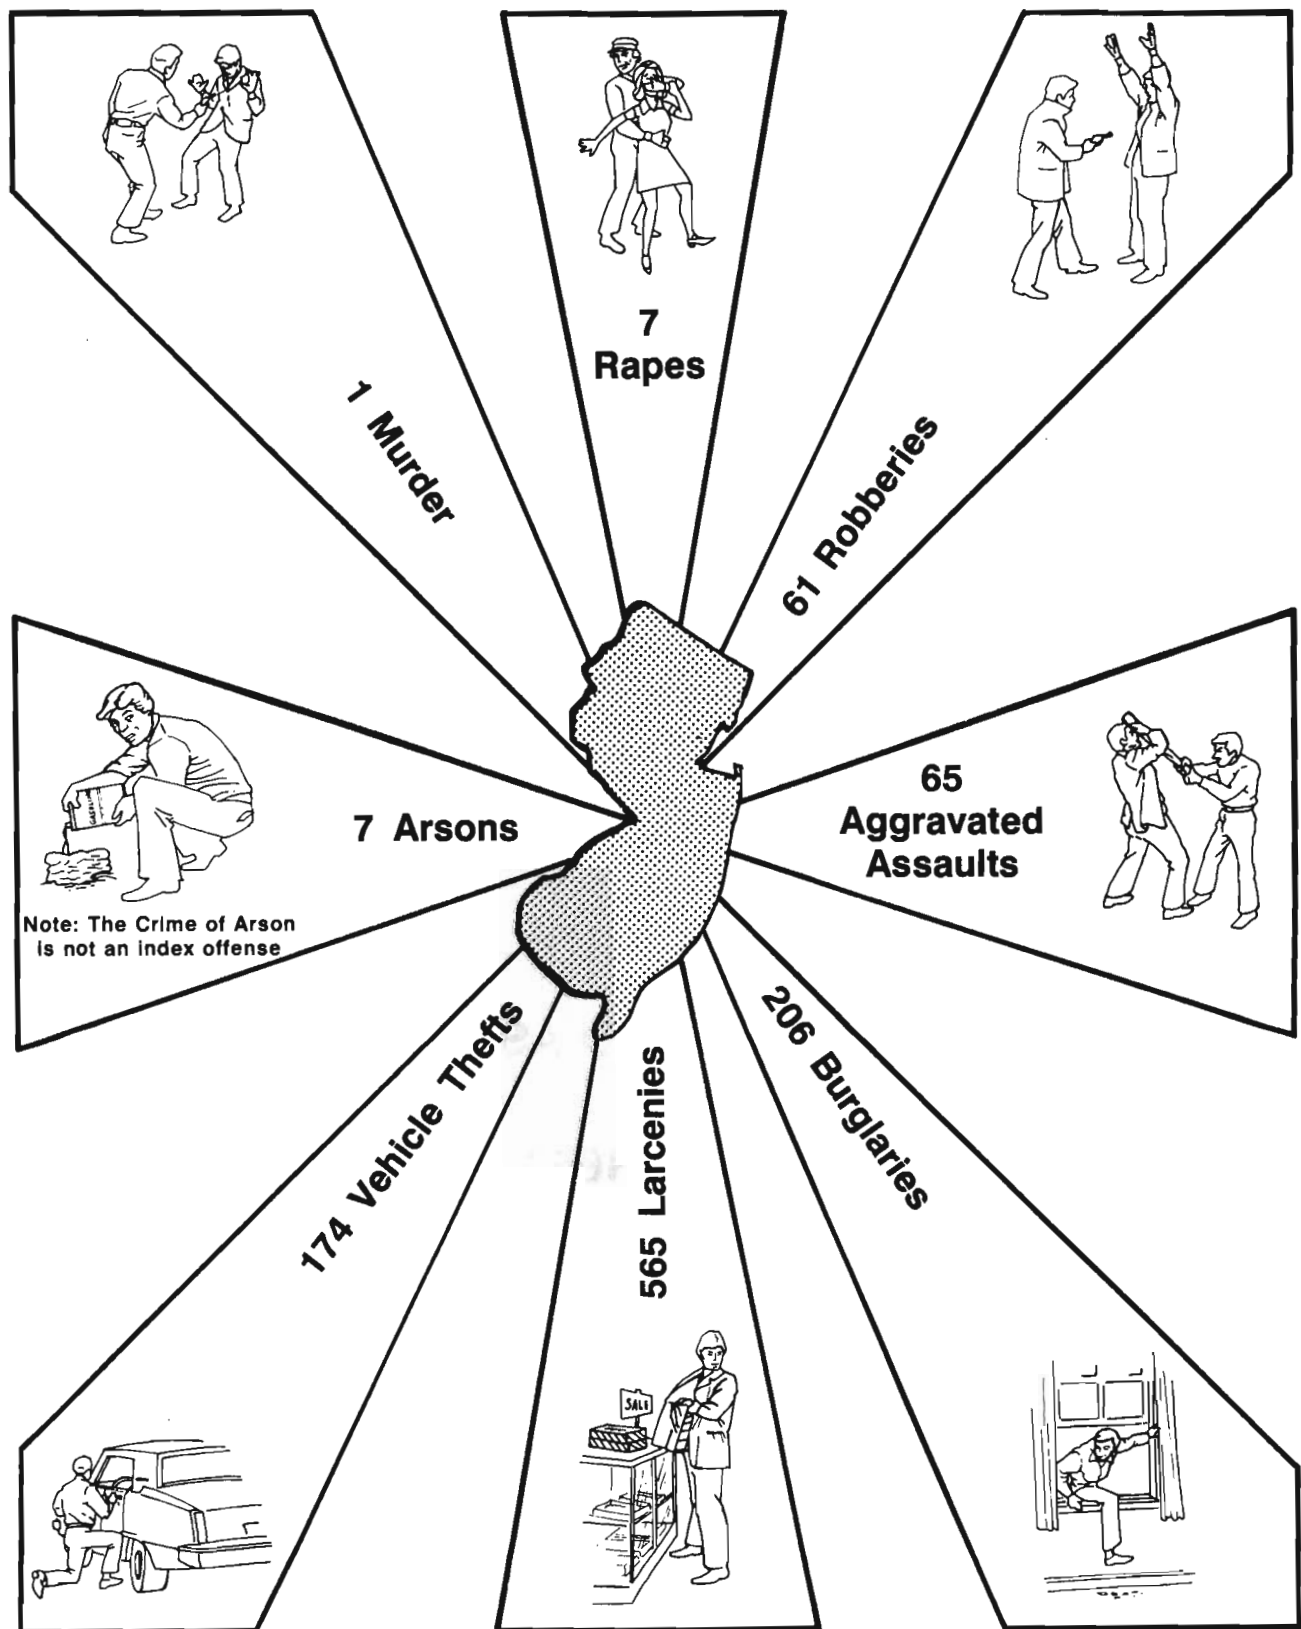 1 Murder
7
Rapes
61 Robberies
7 Arsons
Note: The Crime of Arson
is not an index offense
65
Aggravated
Assaults
174 Vehicle Thefts
565 Larcenies
206 Burglaries
SALE